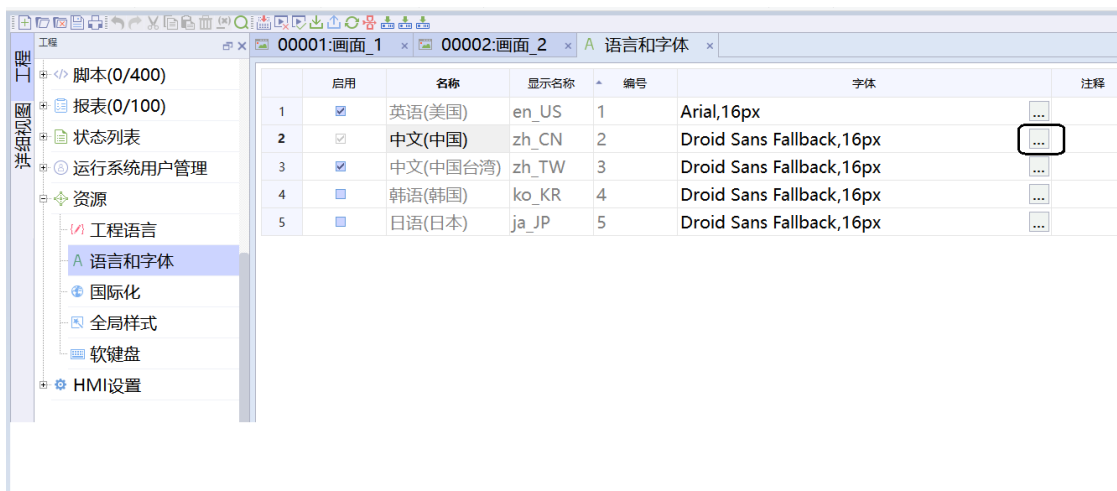 工程
00001:画面_1 × 00002:画面_2 × A 语言和字体 ×
工程
详细视图
脚本(0/400)
报表(0/100)
状态列表
运行系统用户管理
资源
工程语言
A 语言和字体
国际化
全局样式
软键盘
HMI设置
启用 名称 显示名称 编号 字体 注释
1 英语(美国) en_US 1 Arial,16px ...
2 中文(中国) zh_CN 2 Droid Sans Fallback,16px ...
3 中文(中国台湾) zh_TW 3 Droid Sans Fallback,16px ...
4 韩语(韩国) ko_KR 4 Droid Sans Fallback,16px ...
5 日语(日本) ja_JP 5 Droid Sans Fallback,16px ...